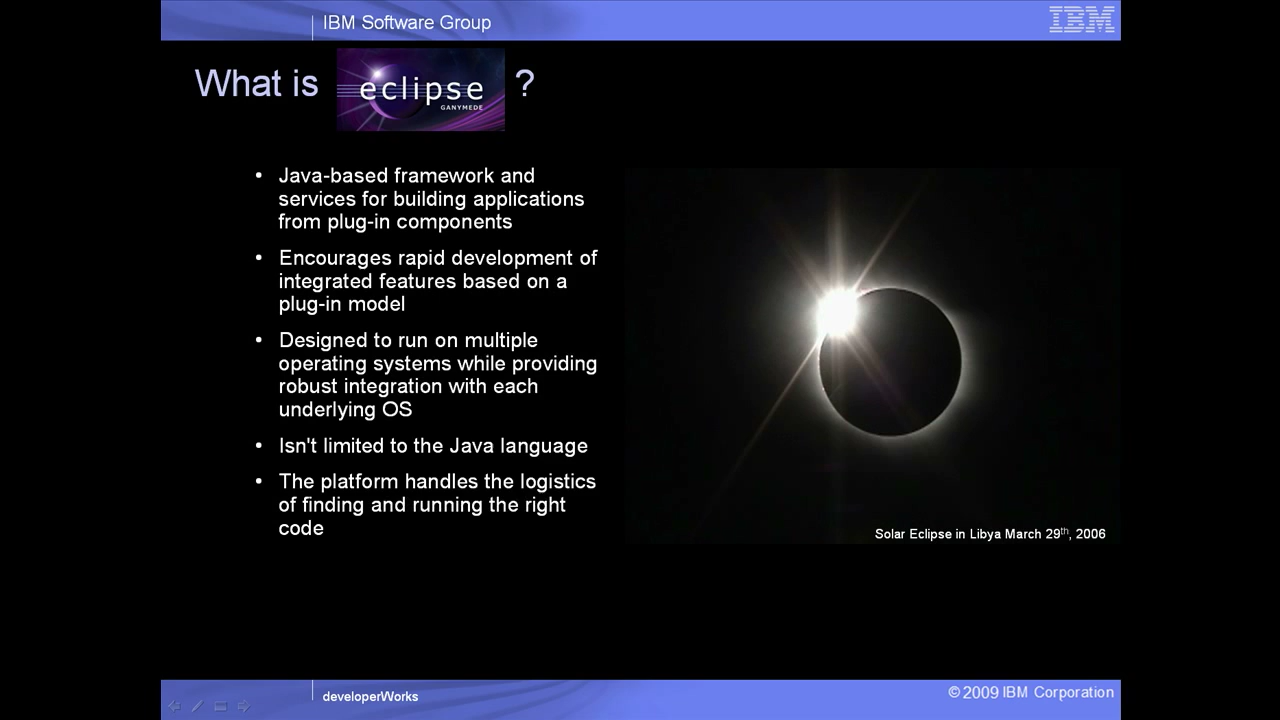 IBM Software Group
IBM
What is eclipse ?
GANYMEDE
• Java-based framework and
services for building applications
from plug-in components
• Encourages rapid development of
integrated features based on a
plug-in model
• Designed to run on multiple
operating systems while providing
robust integration with each
underlying OS
• Isn't limited to the Java language
• The platform handles the logistics
of finding and running the right
code
Solar Eclipse in Libya March 29th, 2006
developerWorks
© 2009 IBM Corporation